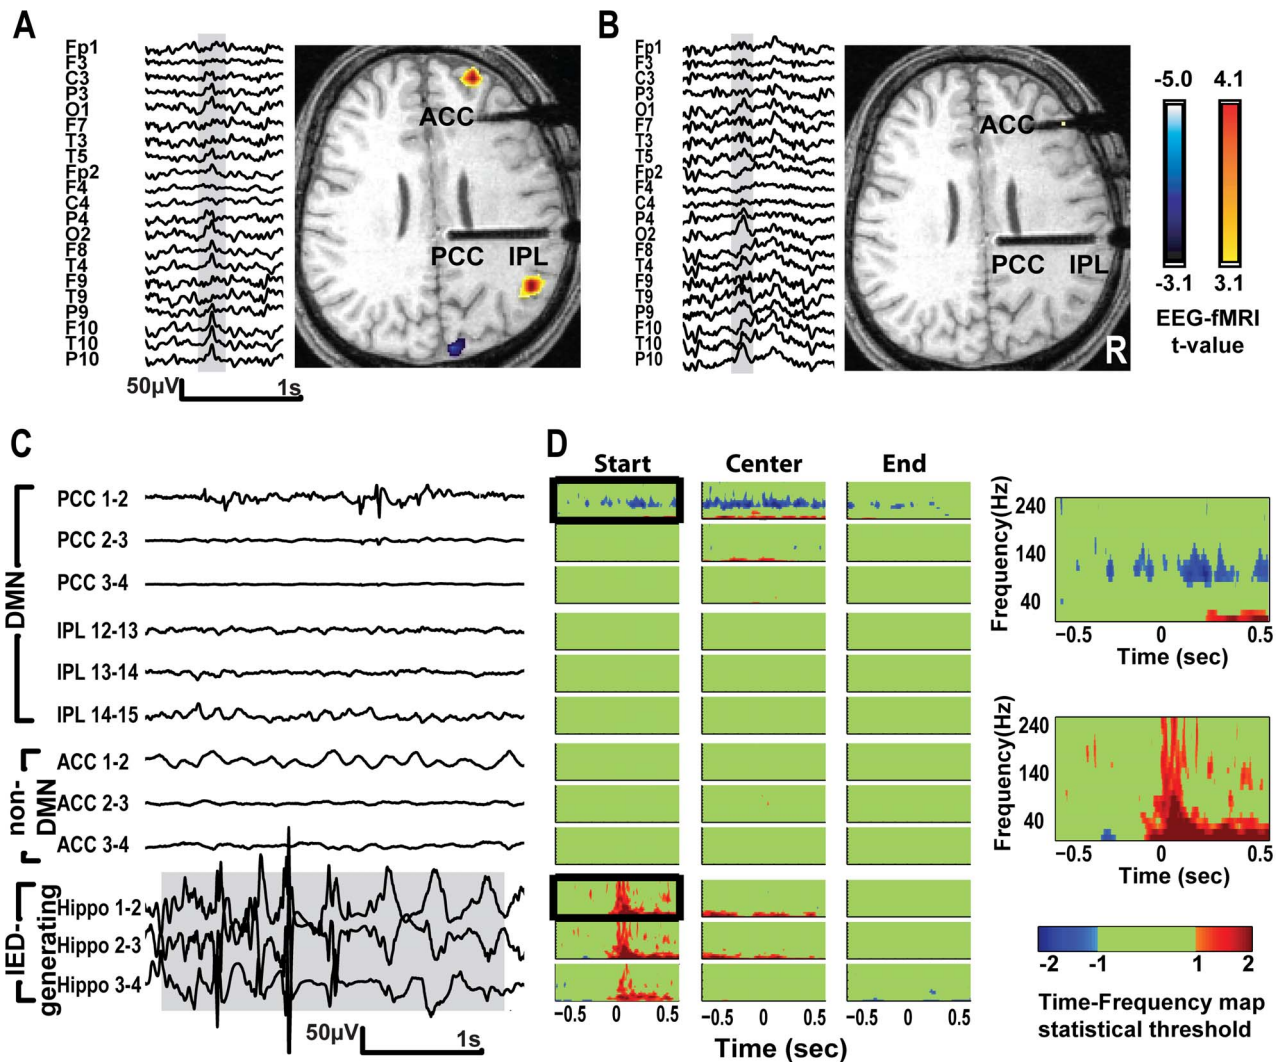 A
Fp1
F3
C3
P3
O1
F7
T3
T5
Fp2
F4
C4
P4
O2
F8
T4
F9
T9
P9
F10
T10
P10
50µV
1s
ACC
PCC IPL
B
Fp1
F3
C3
P3
O1
F7
T3
T5
Fp2
F4
C4
P4
O2
F8
T4
F9
T9
P9
F10
T10
P10
ACC
PCC IPL
R
-5.0 4.1
-3.1 3.1
EEG-fMRI
t-value
C
DMN
PCC 1-2
PCC 2-3
PCC 3-4
IPL 12-13
IPL 13-14
IPL 14-15
non-
DMN
ACC 1-2
ACC 2-3
ACC 3-4
IED-
generating
Hippo 1-2
Hippo 2-3
Hippo 3-4
50µV
1s
D
Start Center End
−0.5 0 0.5 −0.5 0 0.5 −0.5 0 0.5
Time (sec)
Frequency(Hz)
240
140
40
−0.5 0 0.5
Time (sec)
Frequency(Hz)
240
140
40
−0.5 0 0.5
Time (sec)
-2 -1 1 2
Time-Frequency map
statistical threshold